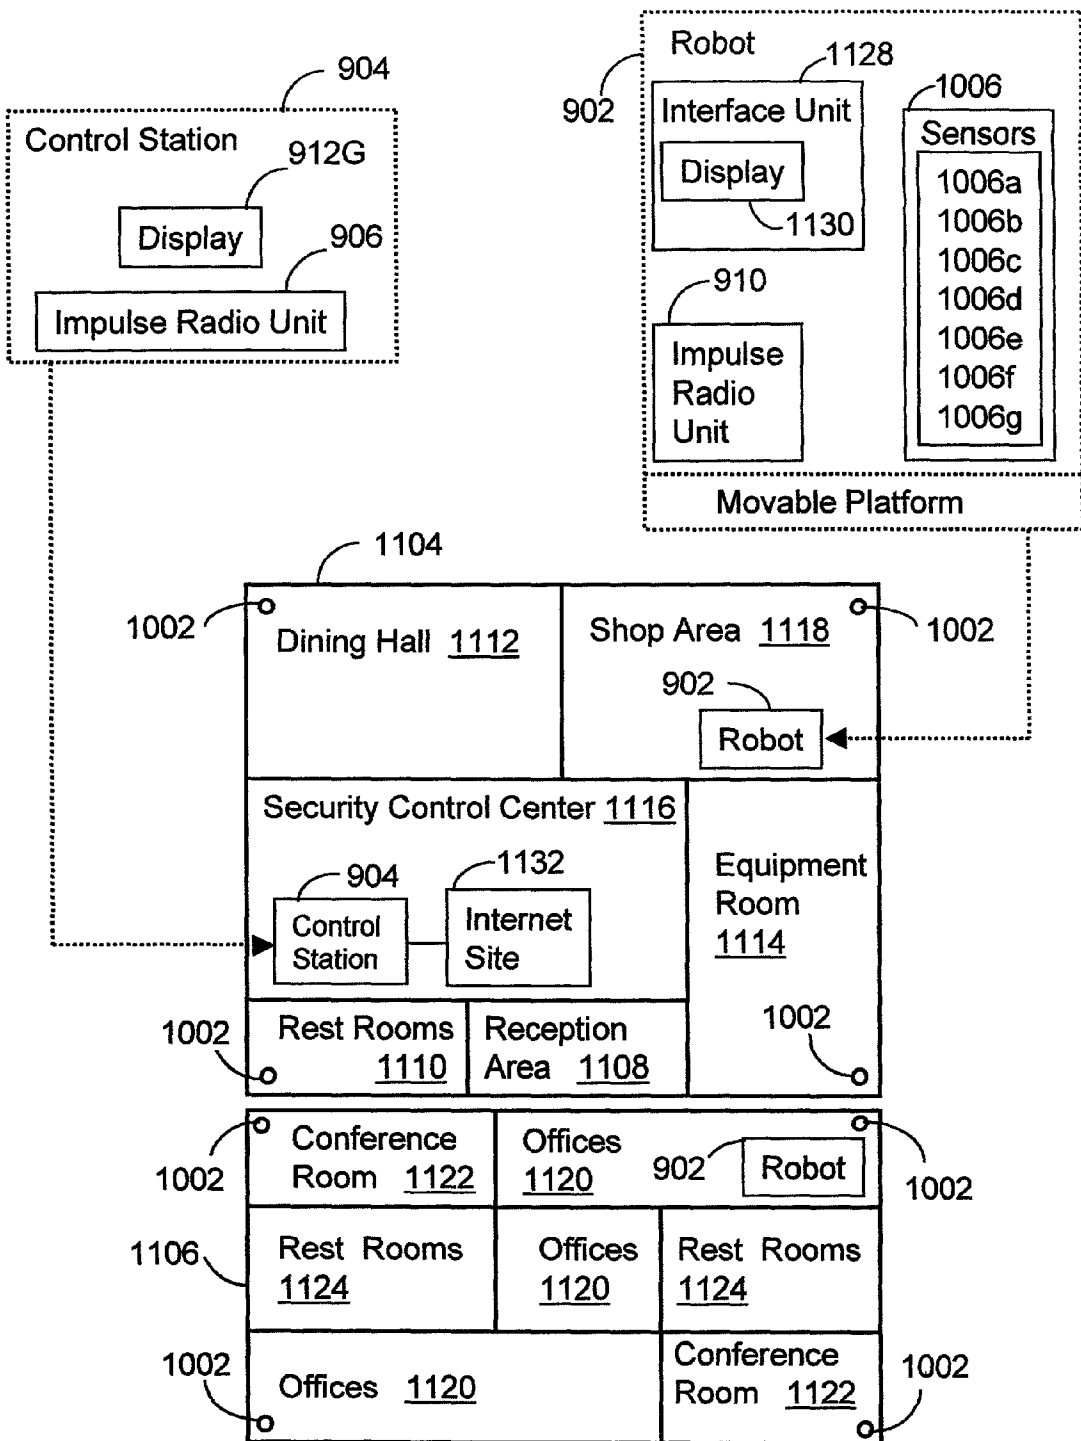 904
Control Station
912G
Display
906
Impulse Radio Unit
Robot
902
1128
Interface Unit
Display
1130
1006
Sensors
1006a
1006b
1006c
1006d
1006e
1006f
1006g
910
Impulse
Radio
Unit
Movable Platform
1104
1002
Dining Hall 1112
Shop Area 1118
1002
902
Robot
Security Control Center 1116
904
Control
Station
1132
Internet
Site
Equipment
Room
1114
1002
Rest Rooms
1110
Reception
Area 1108
1002
1002
Conference
Room 1122
Offices
1120
902
Robot
1002
1106
Rest Rooms
1124
Offices
1120
Rest Rooms
1124
1002
Offices 1120
Conference
Room 1122
1002